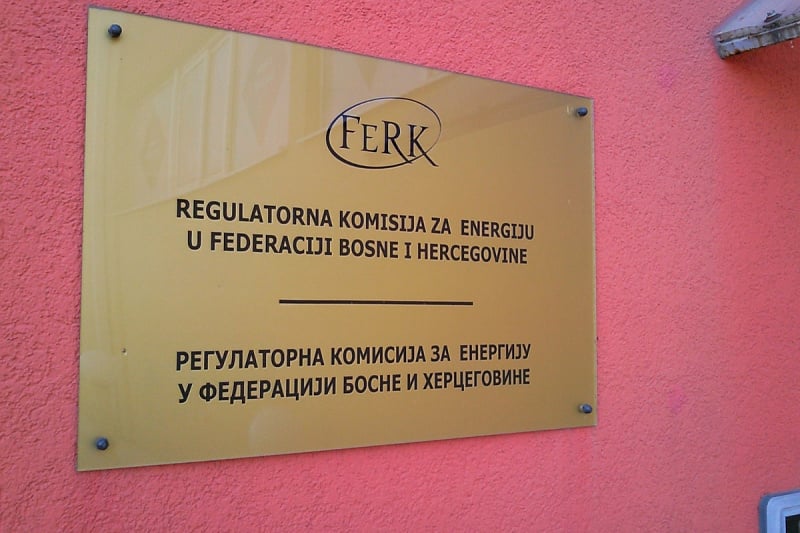 FERK
REGULATORNA KOMISIJA ZA ENERGIJU
U FEDERACIJI BOSNE I HERCEGOVINE
РЕГУЛАТОРНА КОМИСИЈА ЗА ЕНЕРГИЈУ
У ФЕДЕРАЦИЈИ БОСНЕ И ХЕРЦЕГОВИНЕ